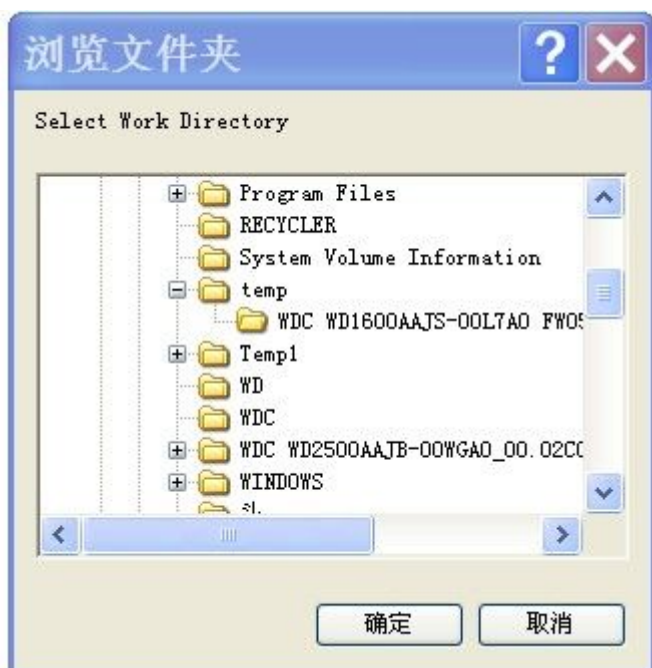 浏览文件夹
Select Work Directory
Program Files
RECYCLER
System Volume Information
temp
WDC WD1600AAJS-00L7A0 FW05
Temp1
WD
WDC
WDC WD2500AAJB-00WGA0_00.02C0
WINDOWS
确定
取消